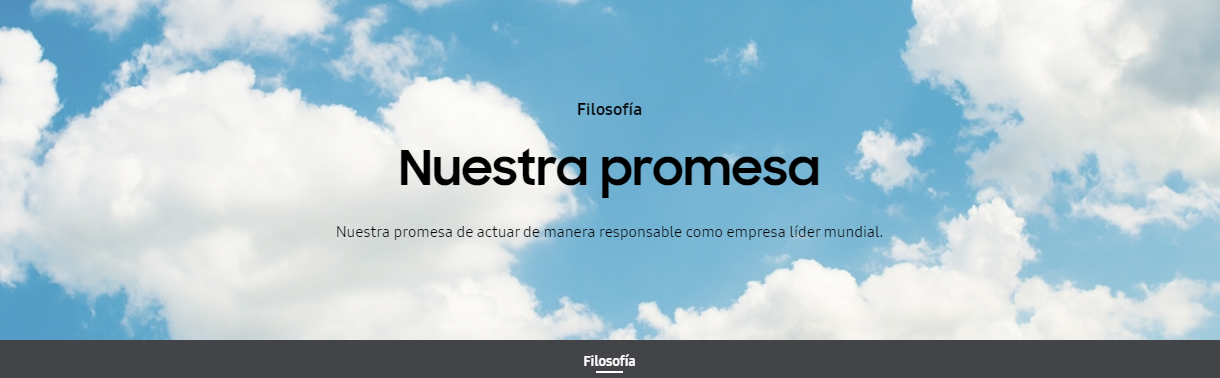 Filosofía
Nuestra promesa
Nuestra promesa de actuar de manera responsable como empresa líder mundial.
Filosofía